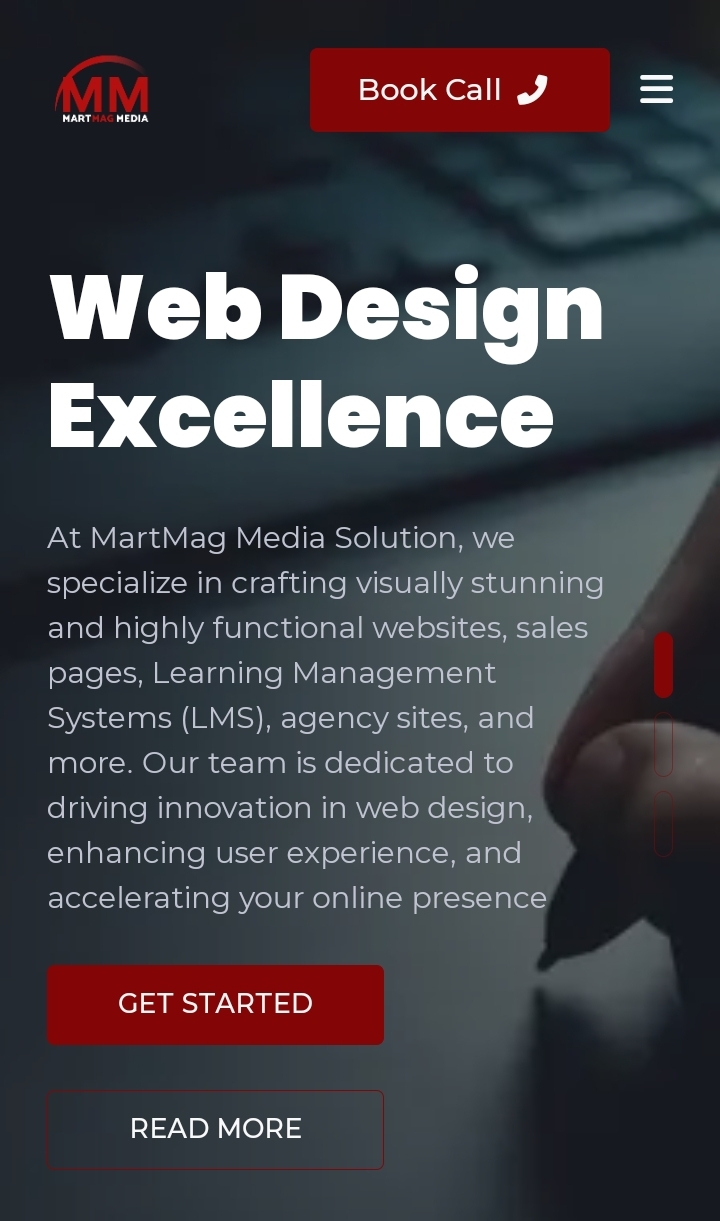 MM
MARTMAG MEDIA
Book Call
Web Design
Excellence
At MartMag Media Solution, we
specialize in crafting visually stunning
and highly functional websites, sales
pages, Learning Management
Systems (LMS), agency sites, and
more. Our team is dedicated to
driving innovation in web design,
enhancing user experience, and
accelerating your online presence
GET STARTED
READ MORE